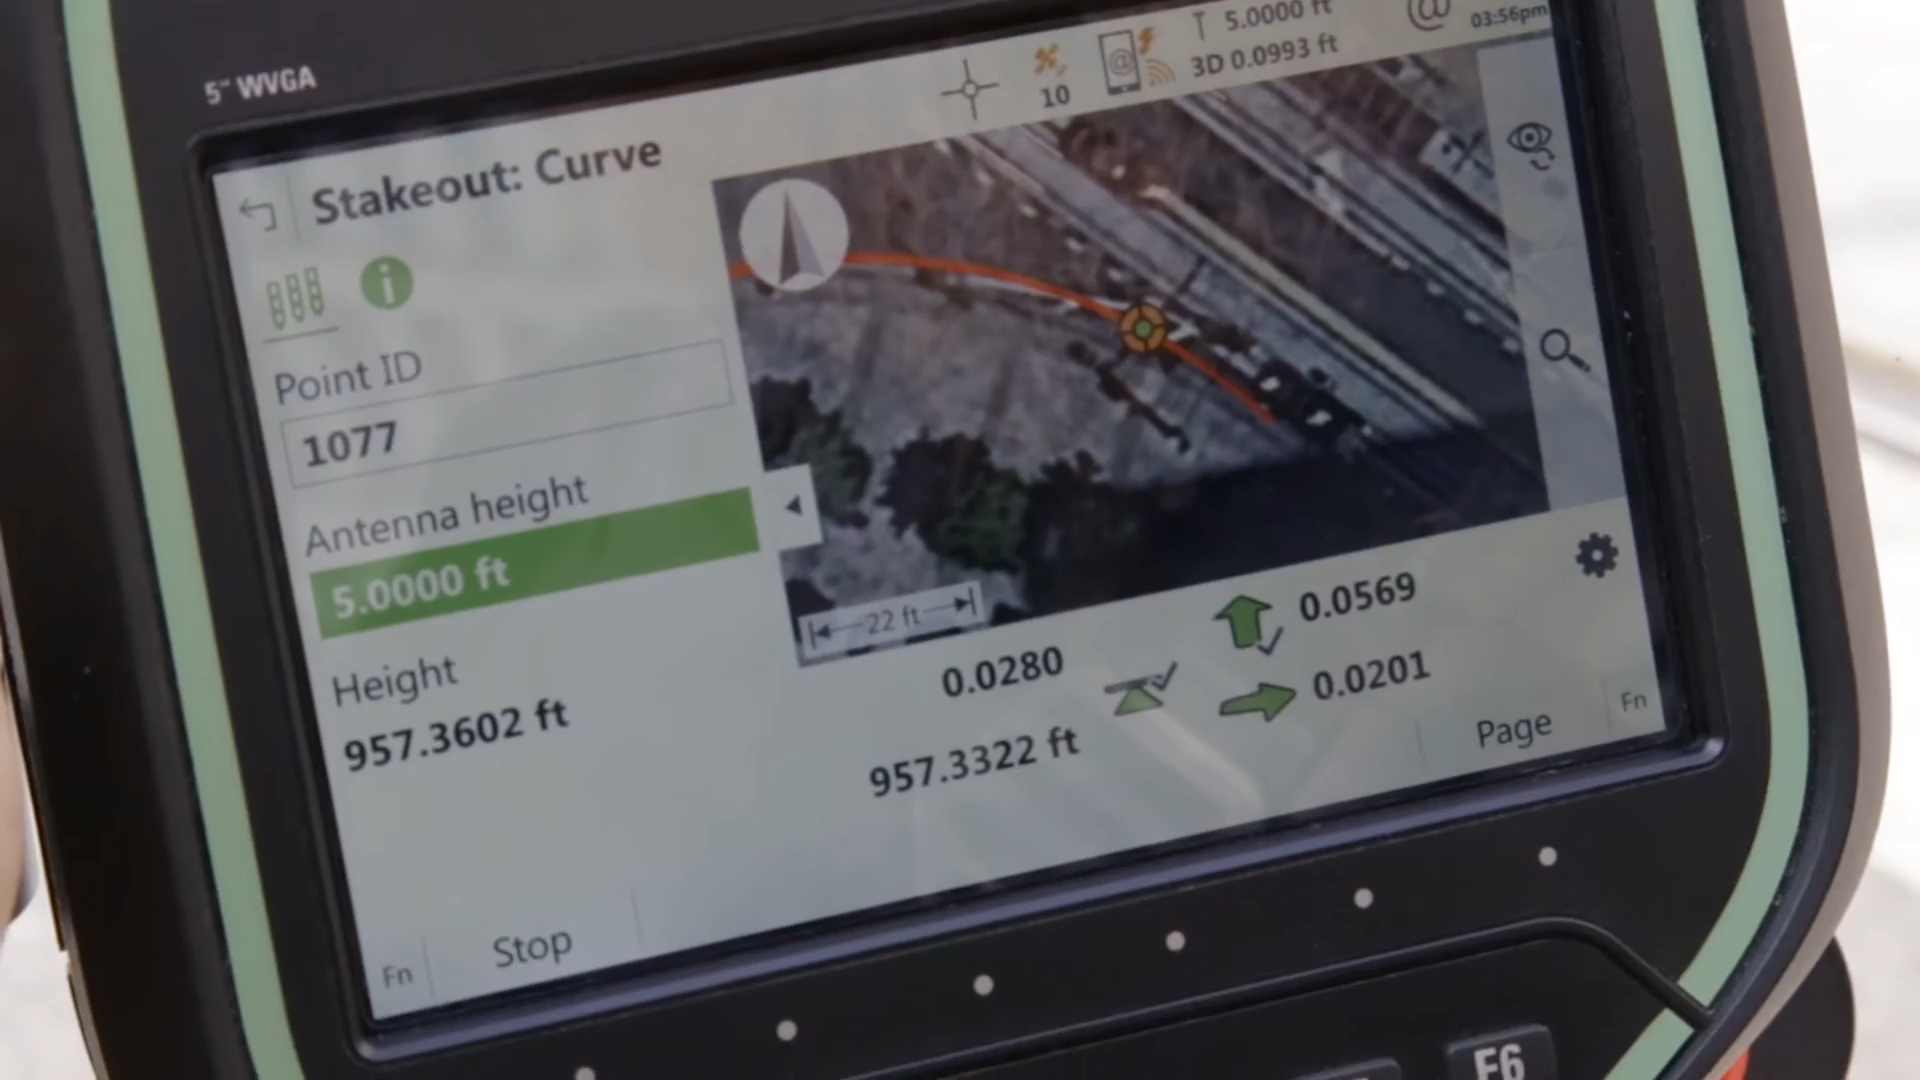 5" WVGA
5.0000 ft
03:56pm
10
3D 0.0993 ft
Stakeout: Curve
Point ID
1077
Antenna height
5.0000 ft
Height
957.3602 ft
22 ft
0.0280
0.0569
0.0201
957.3322 ft
Page
Fn
Fn
Stop
F6